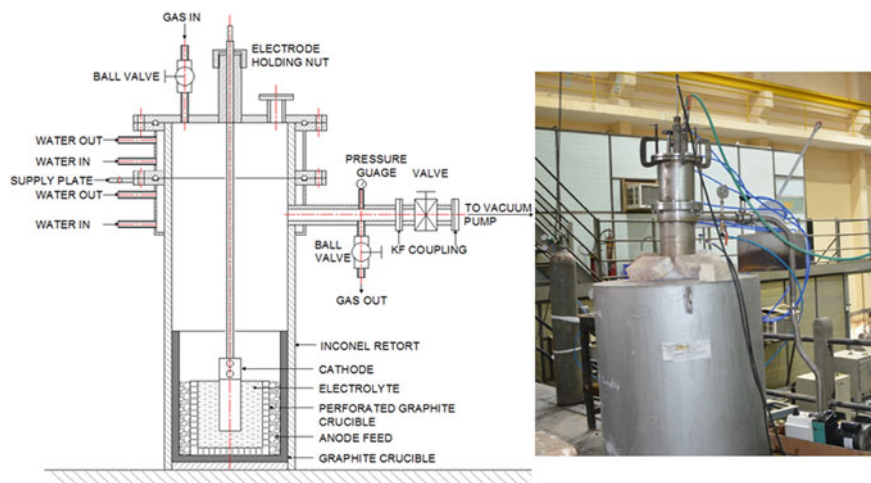 GAS IN
ELECTRODE
HOLDING NUT
BALL VALVE
WATER OUT
WATER IN
SUPPLY PLATE
WATER OUT
WATER IN
PRESSURE
GUAGE
VALVE
TO VACUUM
PUMP
BALL
VALVE
KF COUPLING
GAS OUT
INCONEL RETORT
CATHODE
ELECTROLYTE
PERFORATED GRAPHITE
CRUCIBLE
ANODE FEED
GRAPHITE CRUCIBLE